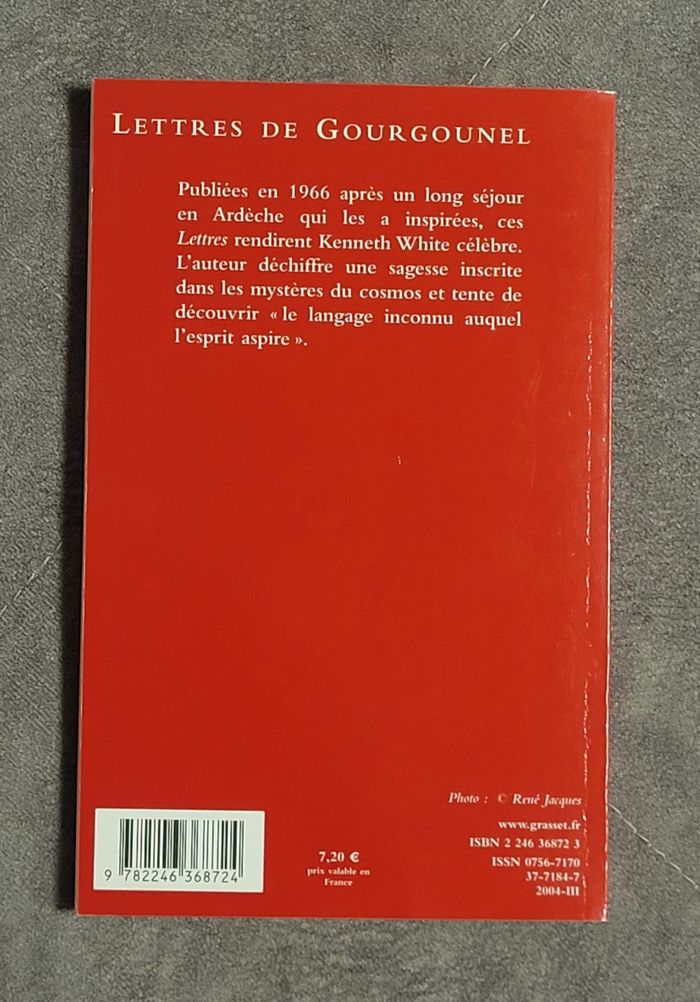 LETTRES DE GOURGOUNEL
Publiées en 1966 après un long séjour
en Ardèche qui les a inspirées, ces
Lettres rendirent Kenneth White célèbre.
L'auteur déchiffre une sagesse inscrite
dans les mystères du cosmos et tente de
découvrir « le langage inconnu auquel
l'esprit aspire ».
Photo : © René Jacques
www.grasset.fr
ISBN 2 246 36872 3
ISSN 0756-7170
37-7184-7
2004-III
7,20 €
prix valable en
France
9 782246 368724